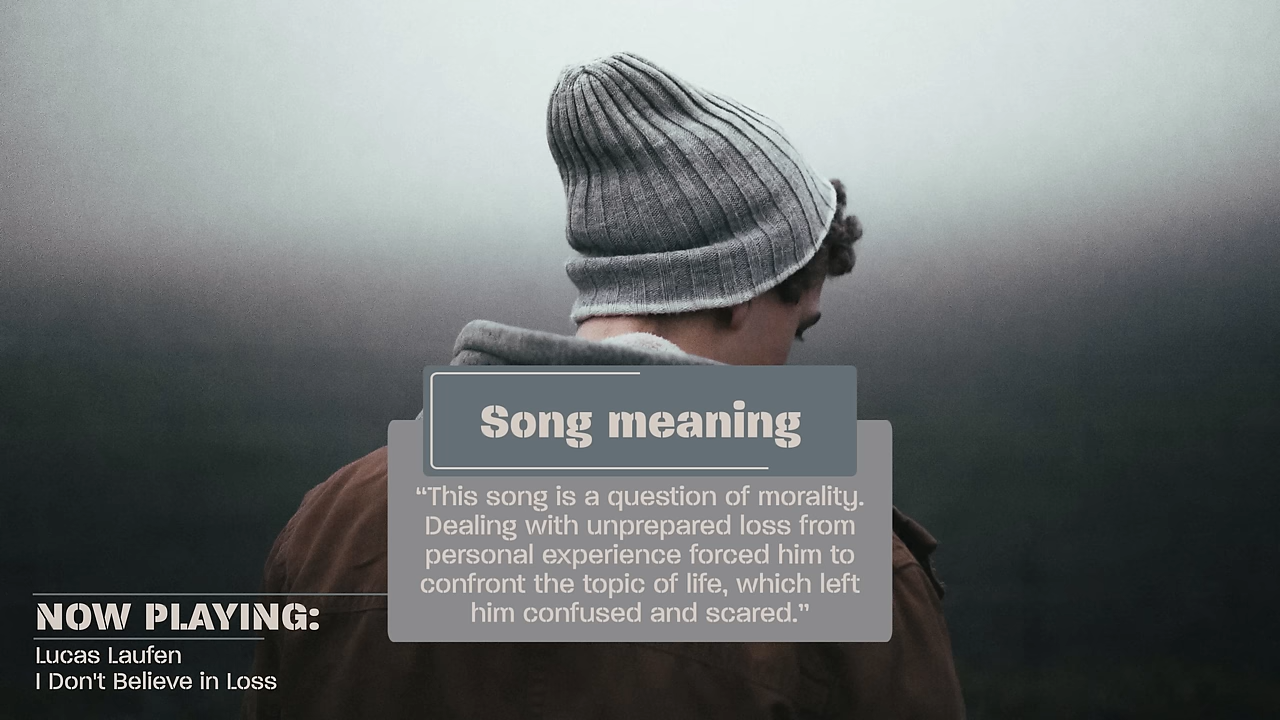 Song meaning
“This song is a question of morality.
Dealing with unprepared loss from
personal experience forced him to
confront the topic of life, which left
him confused and scared.”
NOW PLAYING:
Lucas Laufen
I Don't Believe in Loss